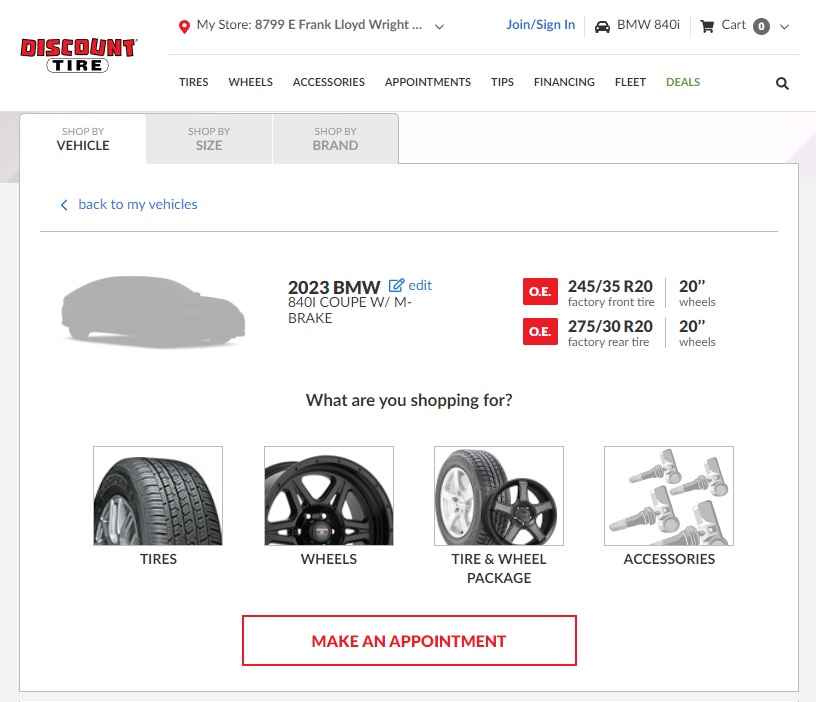 My Store: 8799 E Frank Lloyd Wright ...
Join/Sign In
BMW 840i
Cart 0
DISCOUNT
TIRE
TIRES
WHEELS
ACCESSORIES
APPOINTMENTS
TIPS
FINANCING
FLEET
DEALS
SHOP BY
VEHICLE
SHOP BY
SIZE
SHOP BY
BRAND
back to my vehicles
2023 BMW edit
840I COUPE W/ M-
BRAKE
O.E. 245/35 R20 20’’
factory front tire wheels
O.E. 275/30 R20 20’’
factory rear tire wheels
What are you shopping for?
TIRES
WHEELS
TIRE & WHEEL
PACKAGE
ACCESSORIES
MAKE AN APPOINTMENT